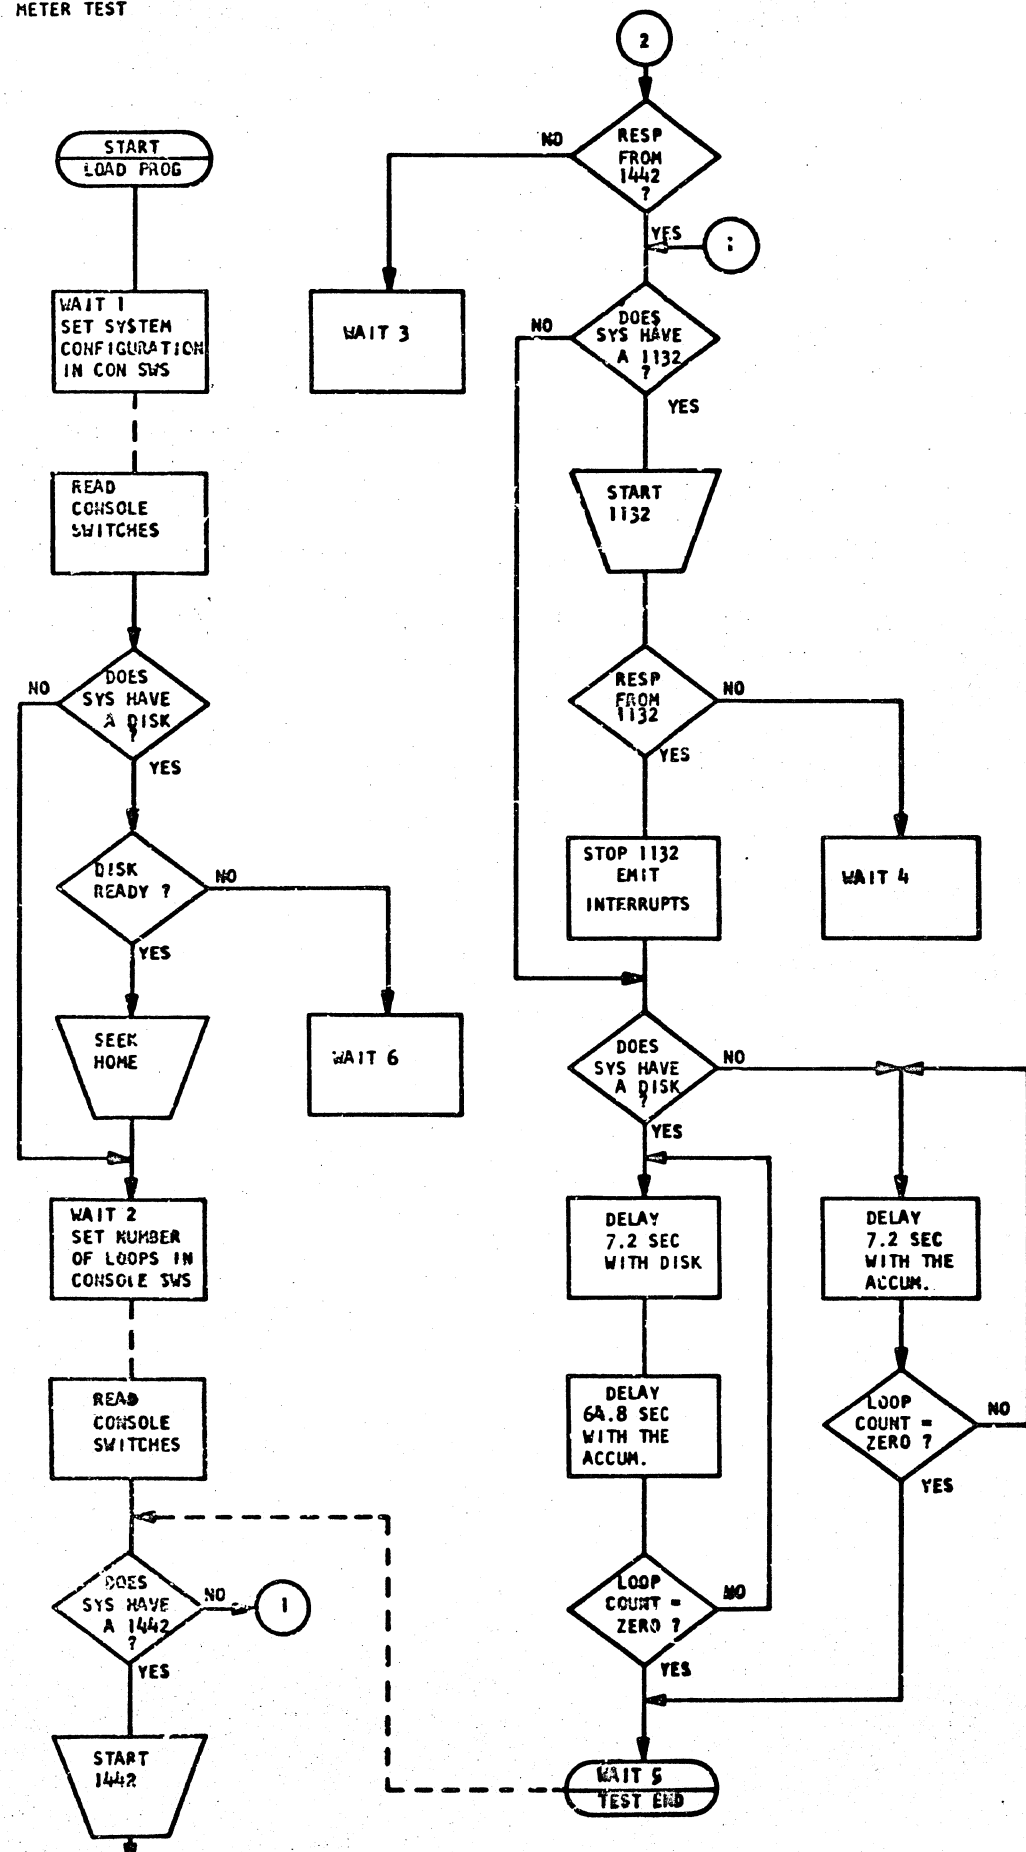 METER TEST
START
LOAD PROG
WAIT 1
SET SYSTEM
CONFIGURATION
IN CON SWS
READ
CONSOLE
SWITCHES
DOES
SYS HAVE
A DISK
?
NO
YES
DISK
READY ?
NO
YES
SEEK
HOME
WAIT 6
WAIT 2
SET NUMBER
OF LOOPS IN
CONSOLE SWS
READ
CONSOLE
SWITCHES
DOES
SYS HAVE
A 1442
?
NO
1
YES
START
1442
2
RESP
FROM
1442
?
NO
YES
WAIT 3
DOES
SYS HAVE
A 1132
?
NO
YES
START
1132
RESP
FROM
1132
NO
YES
WAIT 4
STOP 1132
EMIT
INTERRUPTS
DOES
SYS HAVE
A DISK
?
NO
YES
DELAY
7.2 SEC
WITH DISK
DELAY
64.8 SEC
WITH THE
ACCUM.
LOOP
COUNT =
ZERO ?
NO
YES
DELAY
7.2 SEC
WITH THE
ACCUM.
LOOP
COUNT =
ZERO ?
NO
YES
WAIT 5
TEST END